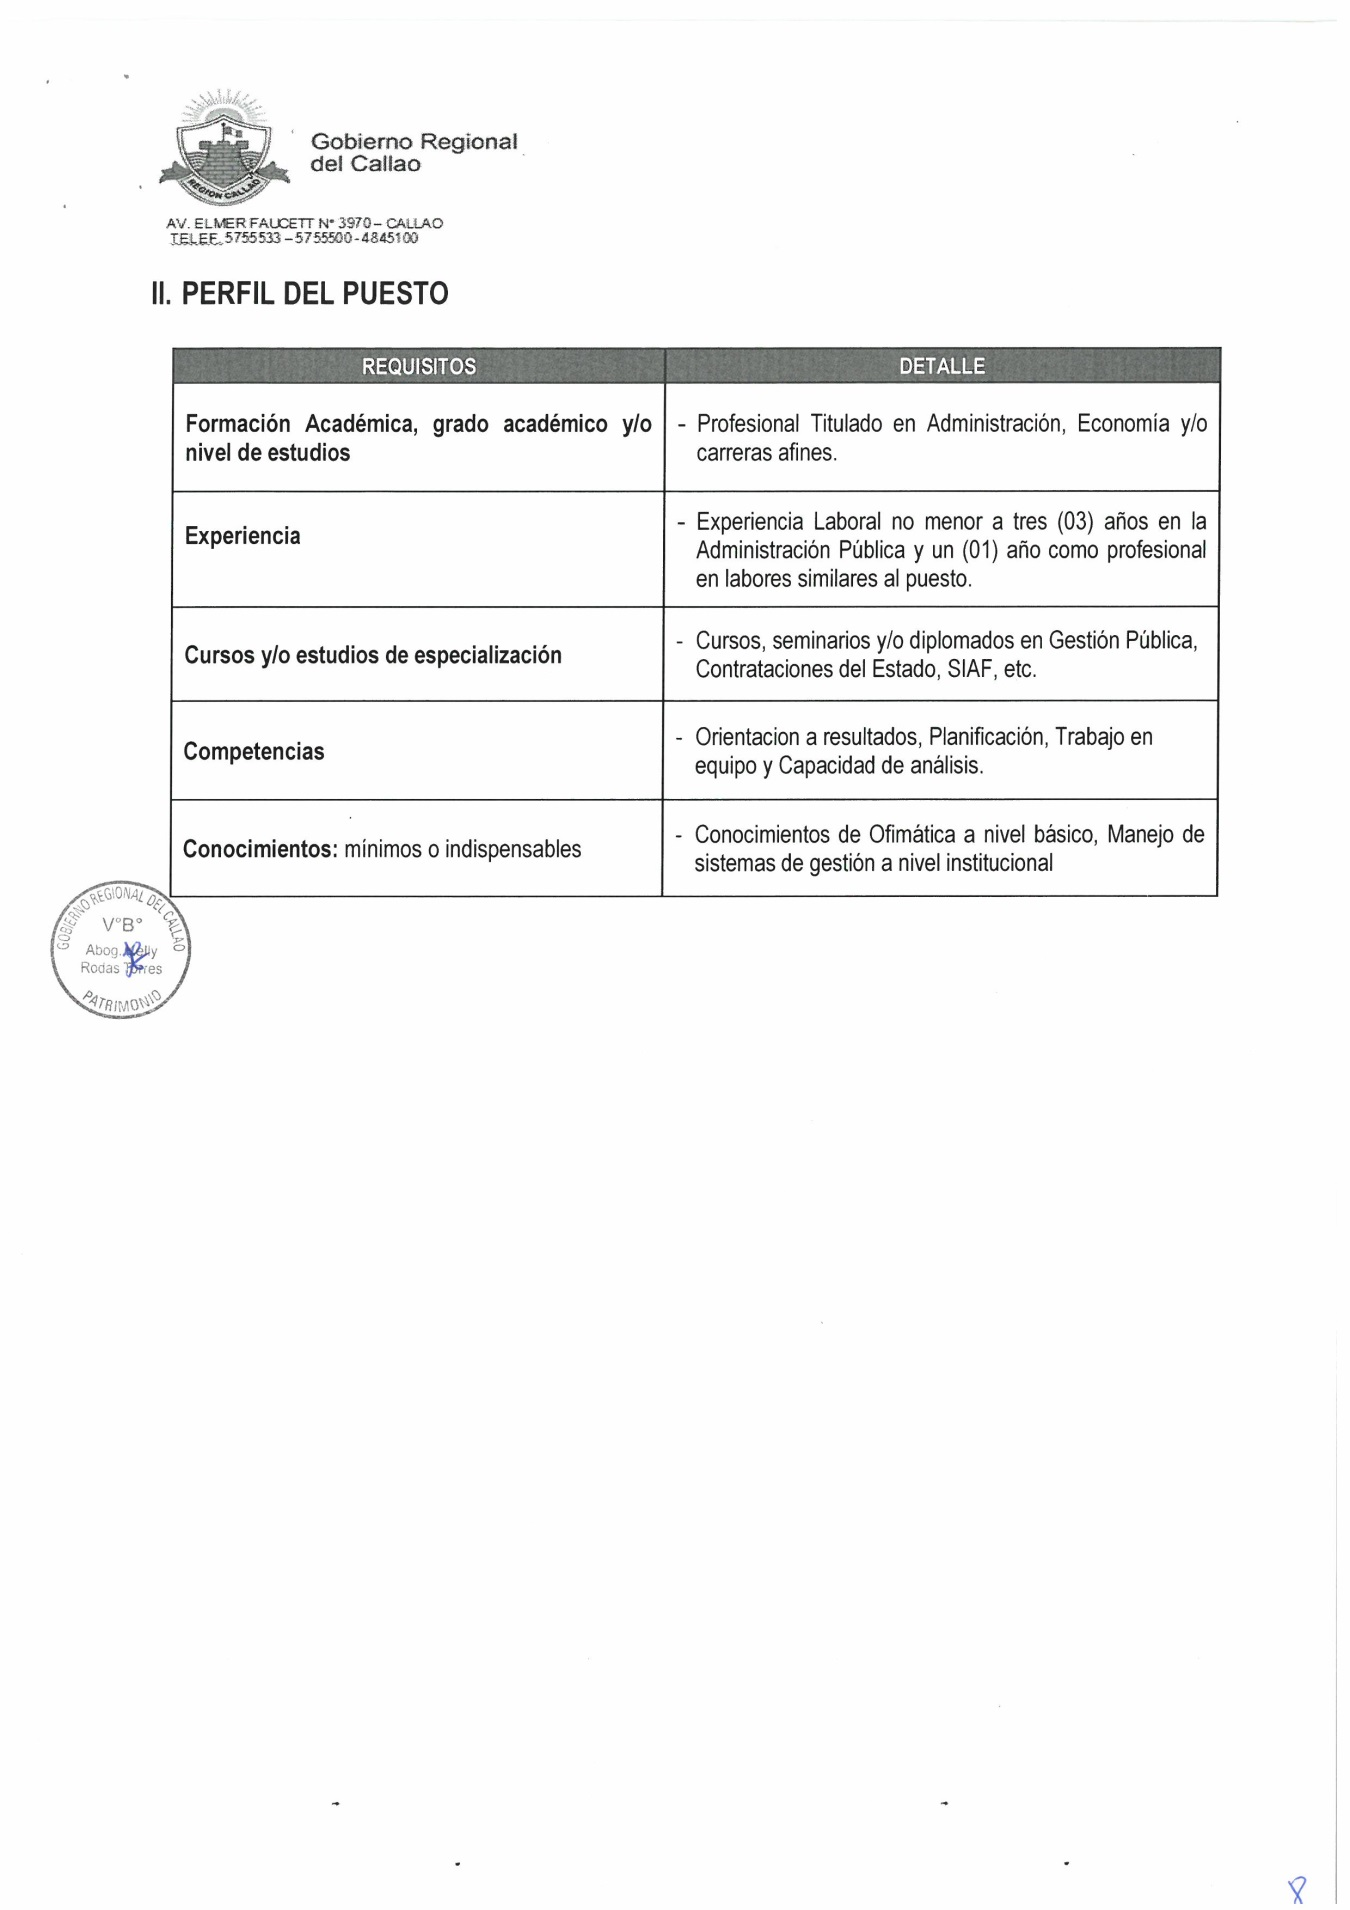 REGION CALLAO
Gobierno Regional
del Callao
AV. ELMER FAUCETT N° 3970 – CALLAO
TELEF. 5755533 – 5755500 - 4845100
II. PERFIL DEL PUESTO
REQUISITOS
DETALLE
Formación Académica, grado académico y/o
nivel de estudios
- Profesional Titulado en Administración, Economía y/o
carreras afines.
Experiencia
- Experiencia Laboral no menor a tres (03) años en la
Administración Pública y un (01) año como profesional
en labores similares al puesto.
Cursos y/o estudios de especialización
- Cursos, seminarios y/o diplomados en Gestión Pública,
Contrataciones del Estado, SIAF, etc.
Competencias
- Orientacion a resultados, Planificación, Trabajo en
equipo y Capacidad de análisis.
Conocimientos: mínimos o indispensables
- Conocimientos de Ofimática a nivel básico, Manejo de
sistemas de gestión a nivel institucional
GOBIERNO REGIONAL DEL CALLAO
V°B°
Abog.
Rodas Torres
PATRIMONIO
8